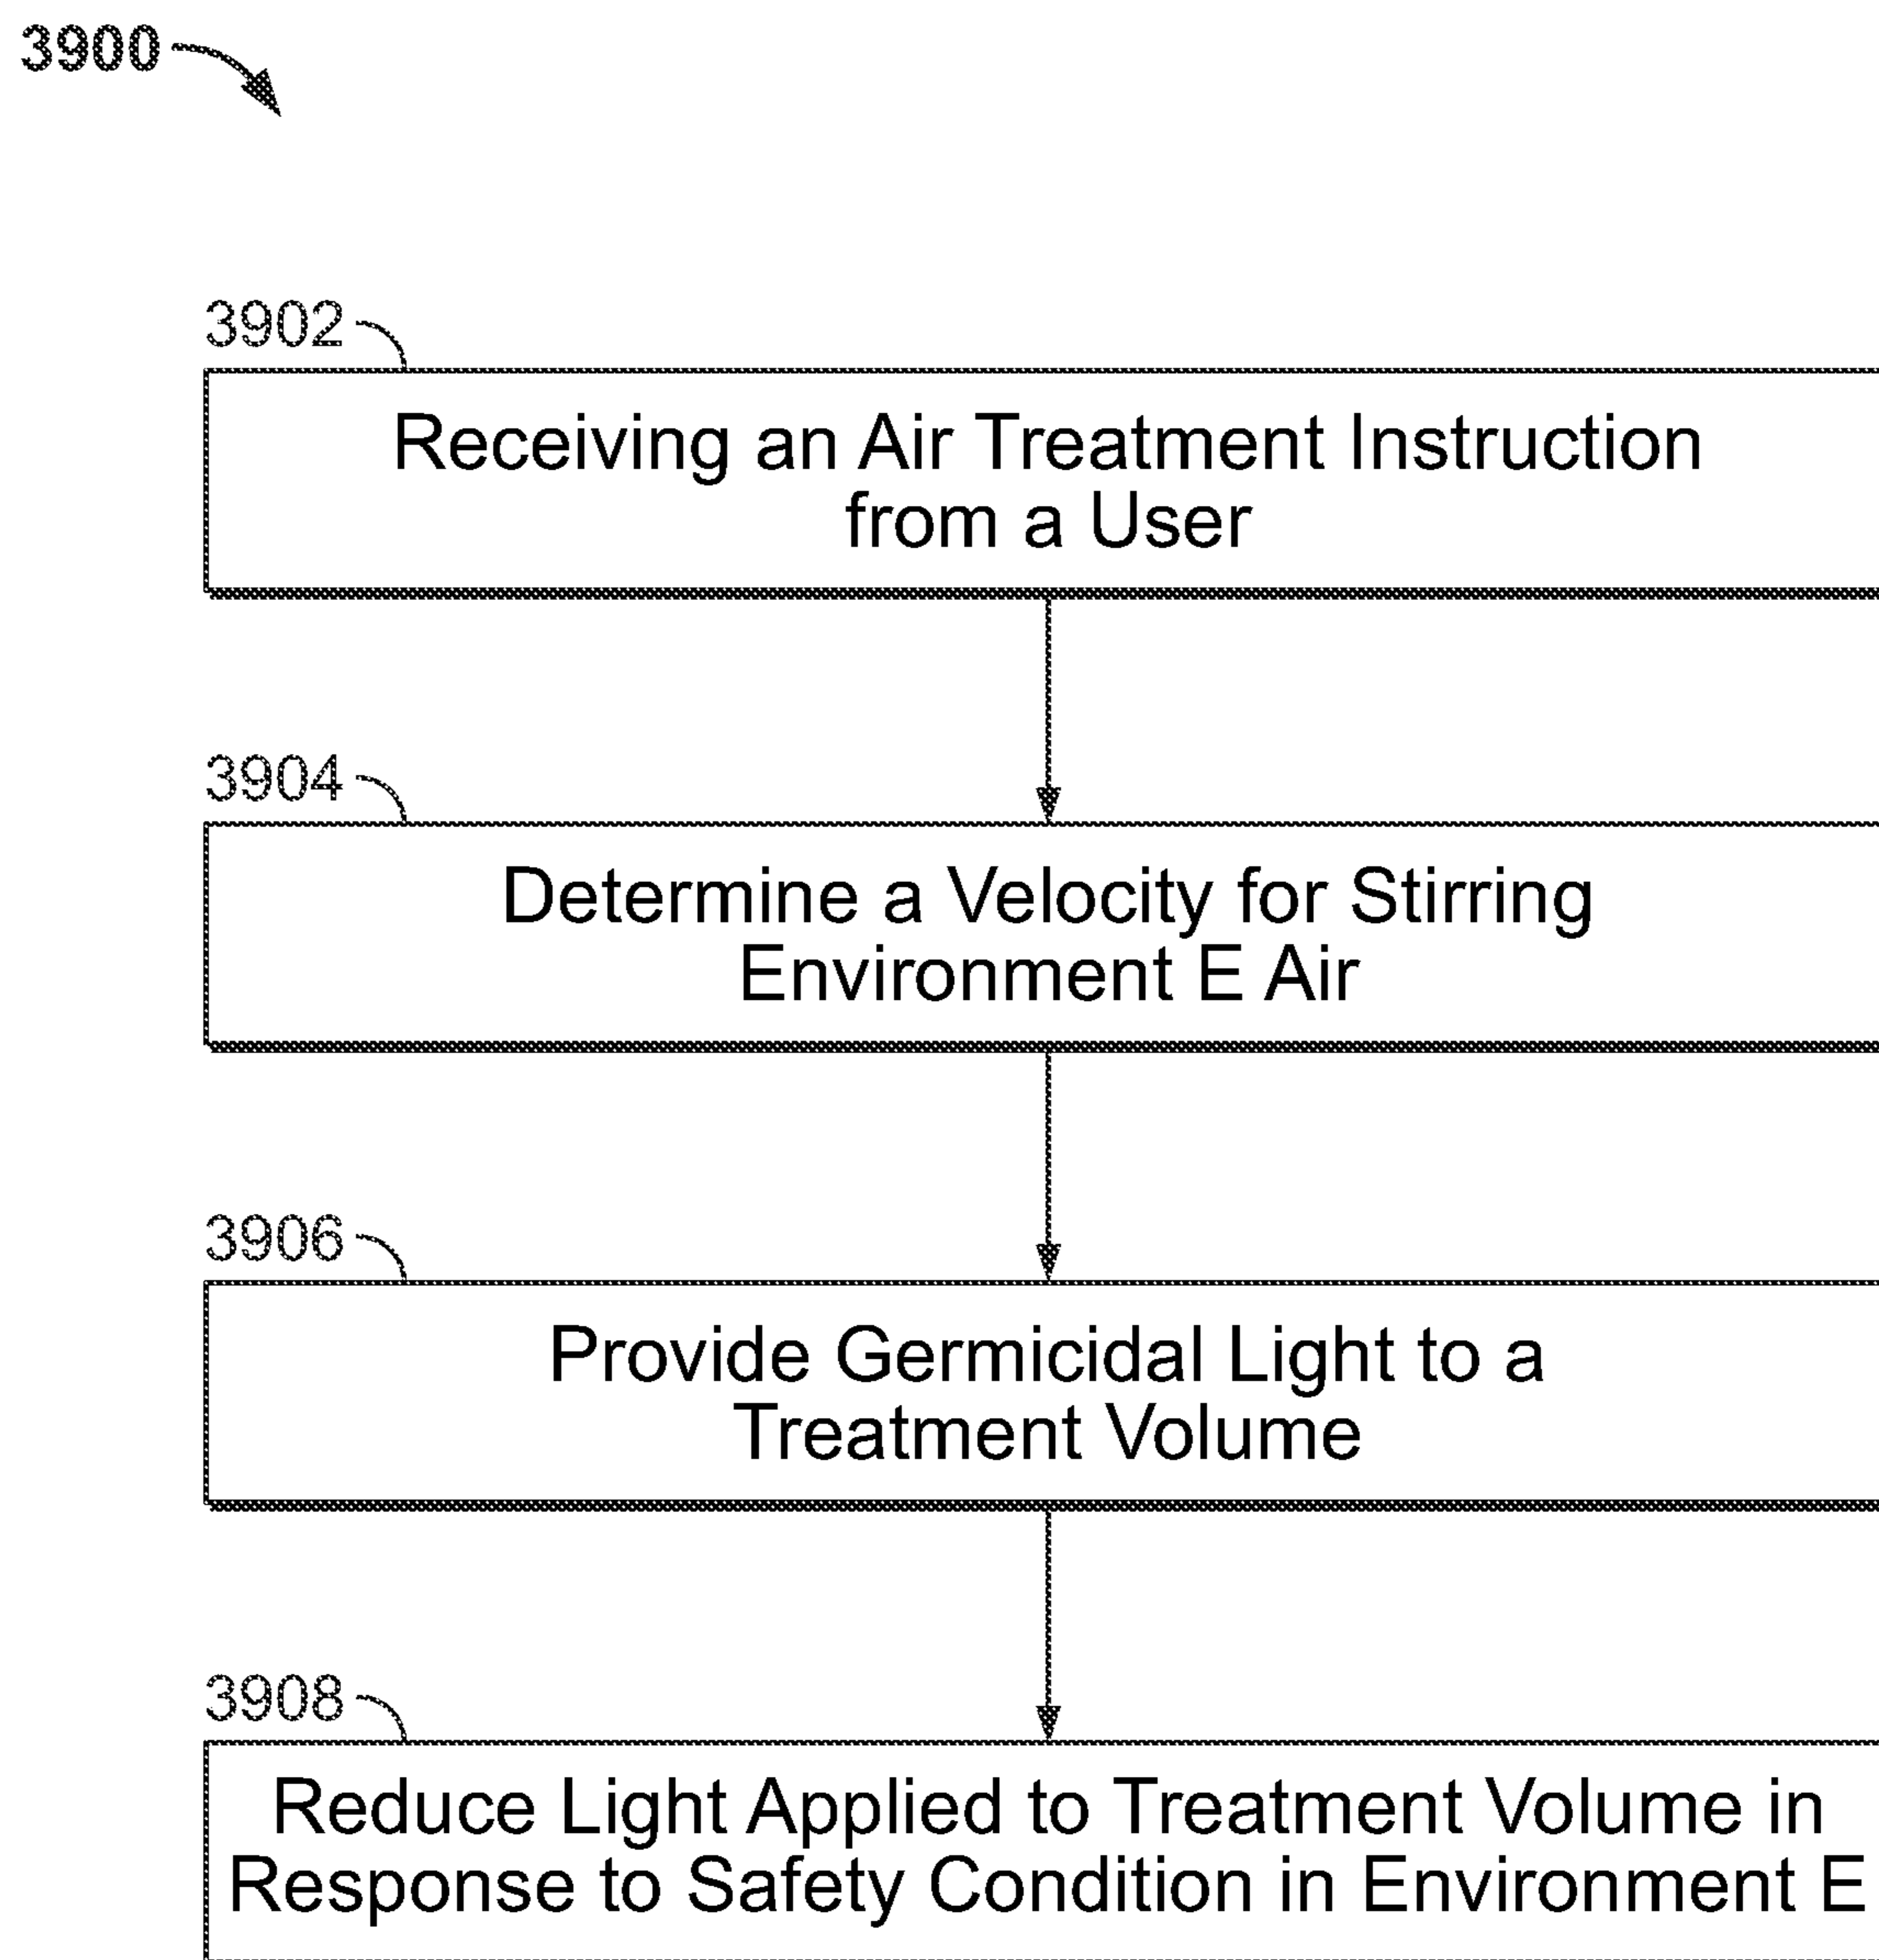 3900
3902
Receiving an Air Treatment Instruction
from a User
3904
Determine a Velocity for Stirring
Environment E Air
3906
Provide Germicidal Light to a
Treatment Volume
3908
Reduce Light Applied to Treatment Volume in
Response to Safety Condition in Environment E